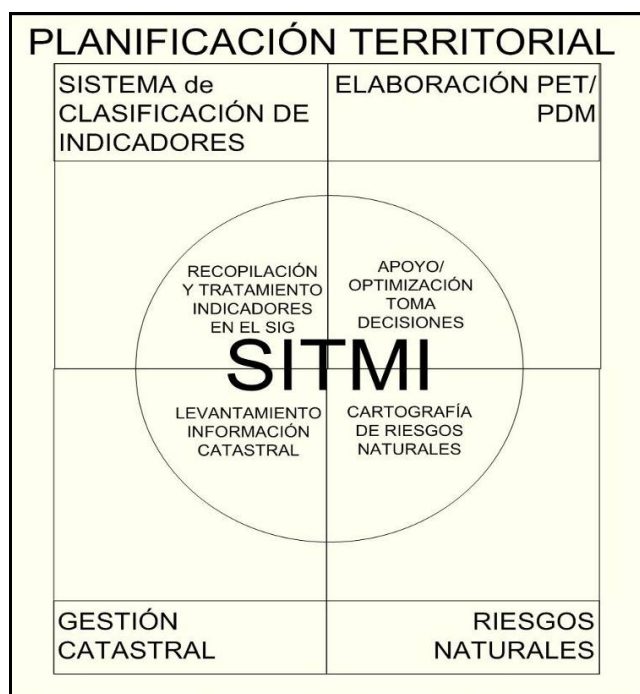 PLANIFICACIÓN TERRITORIAL
SISTEMA de
CLASIFICACIÓN DE
INDICADORES
ELABORACIÓN PET/
PDM
RECOPILACIÓN
Y TRATAMIENTO
INDICADORES
EN EL SIG
APOYO/
OPTIMIZACIÓN
TOMA
DECISIONES
SITMI
LEVANTAMIENTO
INFORMACIÓN
CATASTRAL
CARTOGRAFÍA
DE RIESGOS
NATURALES
GESTIÓN
CATASTRAL
RIESGOS
NATURALES